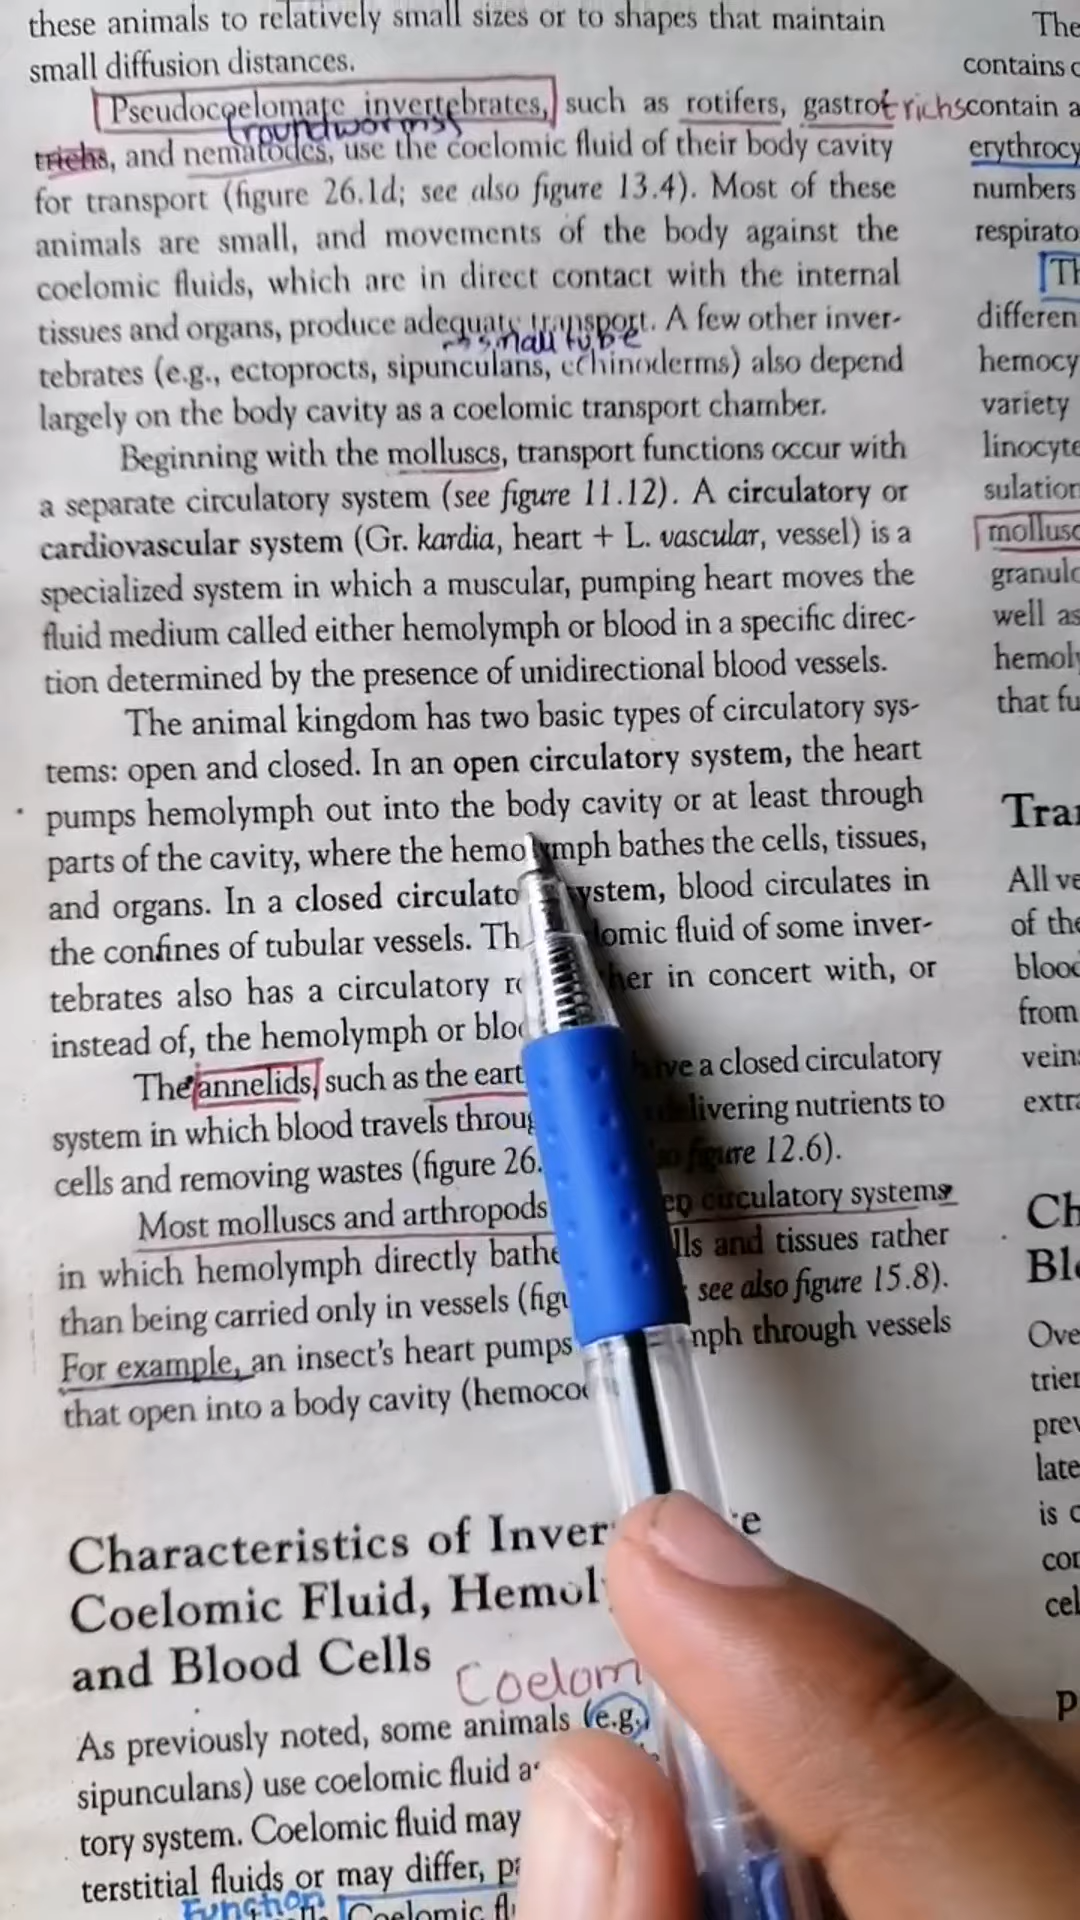 these animals to relatively small sizes or to shapes that maintain
small diffusion distances.
Pseudocoelomate invertebrates, such as rotifers, gastrotrichs
(roundworms)
trichs, and nematodes, use the coelomic fluid of their body cavity
for transport (figure 26.1d; see also figure 13.4). Most of these
animals are small, and movements of the body against the
coelomic fluids, which are in direct contact with the internal
tissues and organs, produce adequate transport. A few other inver-
small tube
tebrates (e.g., ectoprocts, sipunculans, echinoderms) also depend
largely on the body cavity as a coelomic transport chamber.
Beginning with the molluscs, transport functions occur with
a separate circulatory system (see figure 11.12). A circulatory or
cardiovascular system (Gr. kardia, heart + L. vascular, vessel) is a
specialized system in which a muscular, pumping heart moves the
fluid medium called either hemolymph or blood in a specific direc-
tion determined by the presence of unidirectional blood vessels.
The animal kingdom has two basic types of circulatory sys-
tems: open and closed. In an open circulatory system, the heart
pumps hemolymph out into the body cavity or at least through
parts of the cavity, where the hemolymph bathes the cells, tissues,
and organs. In a closed circulato ystem, blood circulates in
the confines of tubular vessels. Th lomic fluid of some inver-
tebrates also has a circulatory her in concert with, or
instead of, the hemolymph or bloo
The annelids, such as the eart ve a closed circulatory
system in which blood travels throug livering nutrients to
cells and removing wastes (figure 26. figure 12.6).
Most molluscs and arthropods circulatory systems
in which hemolymph directly bathe lls and tissues rather
than being carried only in vessels (figu see also figure 15.8).
For example, an insect's heart pumps mph through vessels
that open into a body cavity (hemocoe
Characteristics of Inver e
Coelomic Fluid, Hemoly
and Blood Cells
Coelom
As previously noted, some animals (e.g.,
sipunculans) use coelomic fluid a
tory system. Coelomic fluid may
terstitial fluids or may differ, pa
Function
Coelomic fl
The
contains
contain a
erythrocy
numbers
respirato
Th
differen
hemocy
variety
linocyte
sulation
mollusc
granulo
well as
hemoly
that fu
Tra
All ve
of the
blood
from
vein
extra
Ch
Blo
Ove
trien
prev
late
is c
con
cel
P